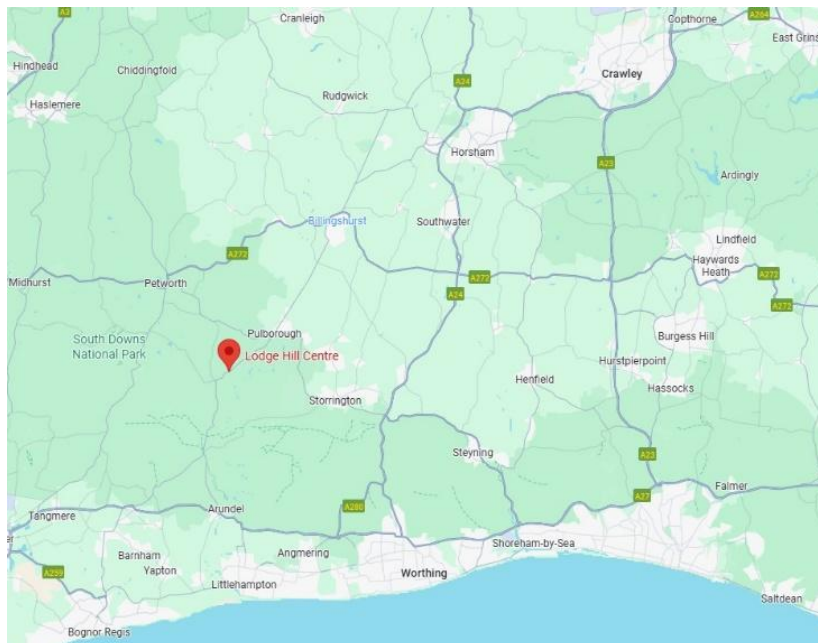 A3
Cranleigh
Copthorne
A264
East Grins
Hindhead
Chiddingfold
Crawley
A24
Haslemere
Rudgwick
Horsham
A23
Ardingly
Billingshurst
Southwater
Lindfield
A272
Haywards
Heath
A272
Midhurst
Petworth
A272
A24
A272
South Downs
National Park
Pulborough
Burgess Hill
Lodge Hill Centre
Hurstpierpoint
Henfield
Hassocks
Storrington
Steyning
A23
Falmer
A27
Tangmere
Arundel
A280
er
Barnham
Angmering
Shoreham-by-Sea
Yapton
Worthing
A259
Littlehampton
Saltdean
Bognor Regis